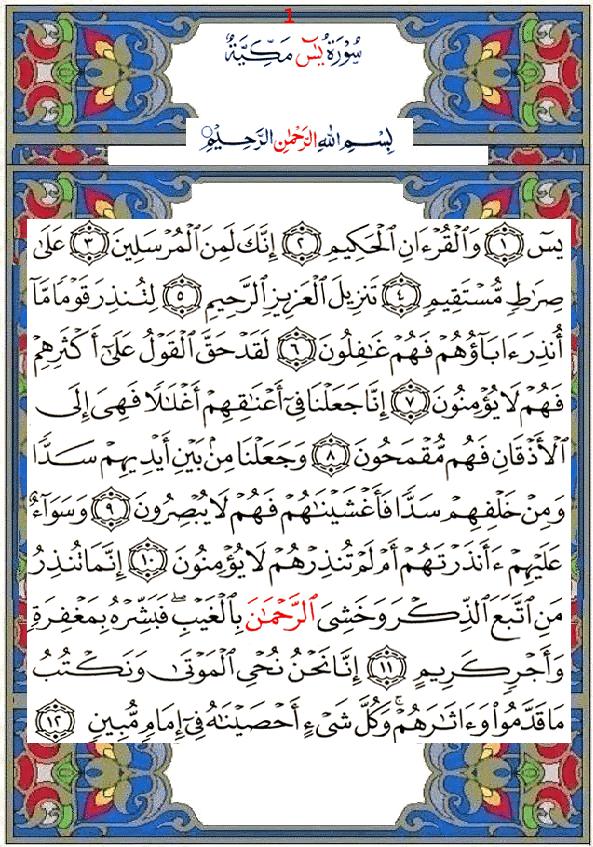 1
سُورَةُ يسٓ مَكِّيَّةٌ
بِسْمِ اللهِ الرَّحْمٰنِ الرَّحِيْمِ
يسٓ ١ وَالْقُرْءَانِ الْحَكِيمِ ٢ إِنَّكَ لَمِنَ الْمُرْسَلِينَ ٣ عَلَىٰ
صِرَٰطٍ مُّسْتَقِيمٍ ٤ تَنزِيلَ الْعَزِيزِ الرَّحِيمِ ٥ لِتُنذِرَ قَوْمًا مَّآ
أُنذِرَ ءَابَآؤُهُمْ فَهُمْ غَٰفِلُونَ ٦ لَقَدْ حَقَّ الْقَوْلُ عَلَىٰٓ أَكْثَرِهِمْ
فَهُمْ لَا يُؤْمِنُونَ ٧ إِنَّا جَعَلْنَا فِىٓ أَعْنَٰقِهِمْ أَغْلَٰلًا فَهِىَ إِلَى
الْأَذْقَانِ فَهُم مُّقْمَحُونَ ٨ وَجَعَلْنَا مِنۢ بَيْنِ أَيْدِيهِمْ سَدًّا
وَمِنْ خَلْفِهِمْ سَدًّا فَأَغْشَيْنَٰهُمْ فَهُمْ لَا يُبْصِرُونَ ٩ وَسَوَآءٌ
عَلَيْهِمْ ءَأَنذَرْتَهُمْ أَمْ لَمْ تُنذِرْهُمْ لَا يُؤْمِنُونَ ١٠ إِنَّمَا تُنذِرُ
مَنِ اتَّبَعَ الذِّكْرَ وَخَشِىَ الرَّحْمَٰنَ بِالْغَيْبِ ۖ فَبَشِّرْهُ بِمَغْفِرَةٍ
وَأَجْرٍ كَرِيمٍ ١١ إِنَّا نَحْنُ نُحْىِ الْمَوْتَىٰ وَنَكْتُبُ
مَا قَدَّمُوا۟ وَءَاثَٰرَهُمْ ۚ وَكُلَّ شَىْءٍ أَحْصَيْنَٰهُ فِىٓ إِمَامٍ مُّبِينٍ ١٢